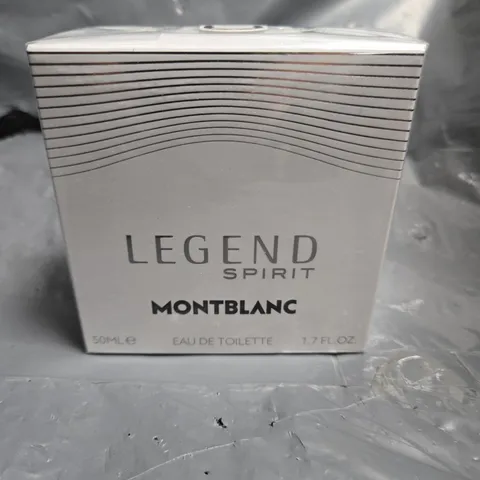 LEGEND
SPIRIT
MONTBLANC
50ML℮ EAU DE TOILETTE 1.7 FL.OZ.